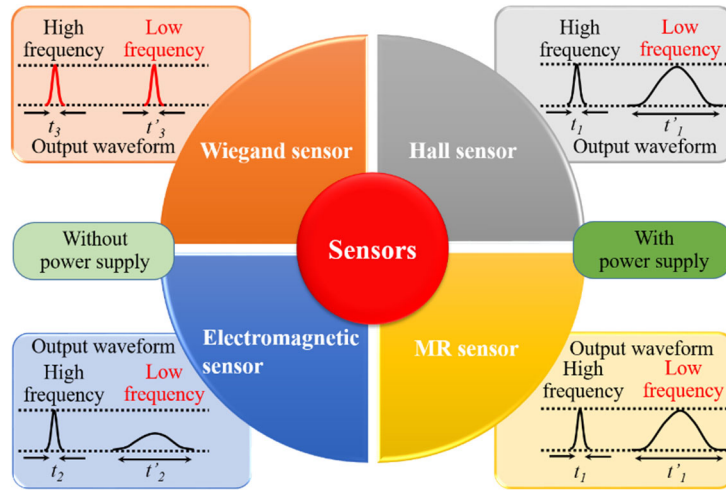 High
frequency
Low
frequency
t3
t'3
Output waveform
High
frequency
Low
frequency
t1
t'1
Output waveform
Wiegand sensor
Hall sensor
Without
power supply
Sensors
With
power supply
Electromagnetic
sensor
MR sensor
Output waveform
High
frequency
Low
frequency
t2
t'2
Output waveform
High
frequency
Low
frequency
t1
t'1